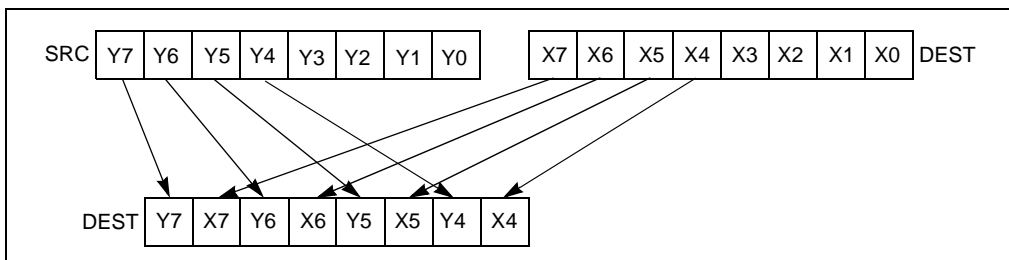 SRC Y7 Y6 Y5 Y4 Y3 Y2 Y1 Y0 X7 X6 X5 X4 X3 X2 X1 X0 DEST
DEST Y7 X7 Y6 X6 Y5 X5 Y4 X4